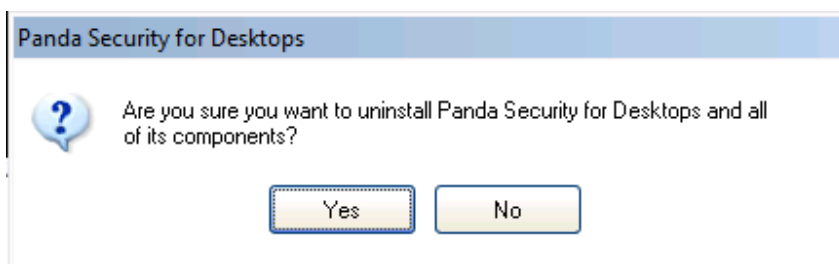 Panda Security for Desktops
Are you sure you want to uninstall Panda Security for Desktops and all
of its components?
Yes No